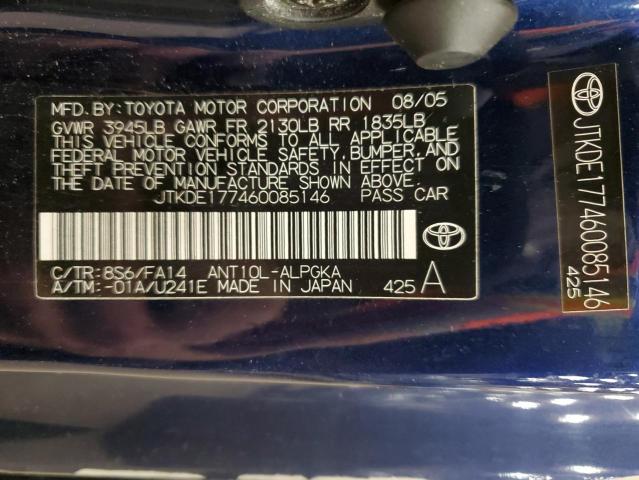 MFD. BY: TOYOTA MOTOR CORPORATION 08/05
GVWR 3945LB GAWR FR 2130LB RR 1835LB
THIS VEHICLE CONFORMS TO ALL APPLICABLE
FEDERAL MOTOR VEHICLE SAFETY, BUMPER, AND
THEFT PREVENTION STANDARDS IN EFFECT ON
THE DATE OF MANUFACTURE SHOWN ABOVE.
JTKDE177460085146 PASS CAR
C/TR: 8S6/FA14 ANT10L-ALPGKA
A/TM: -01A/U241E MADE IN JAPAN 425 A
JTKDE177460085146
425